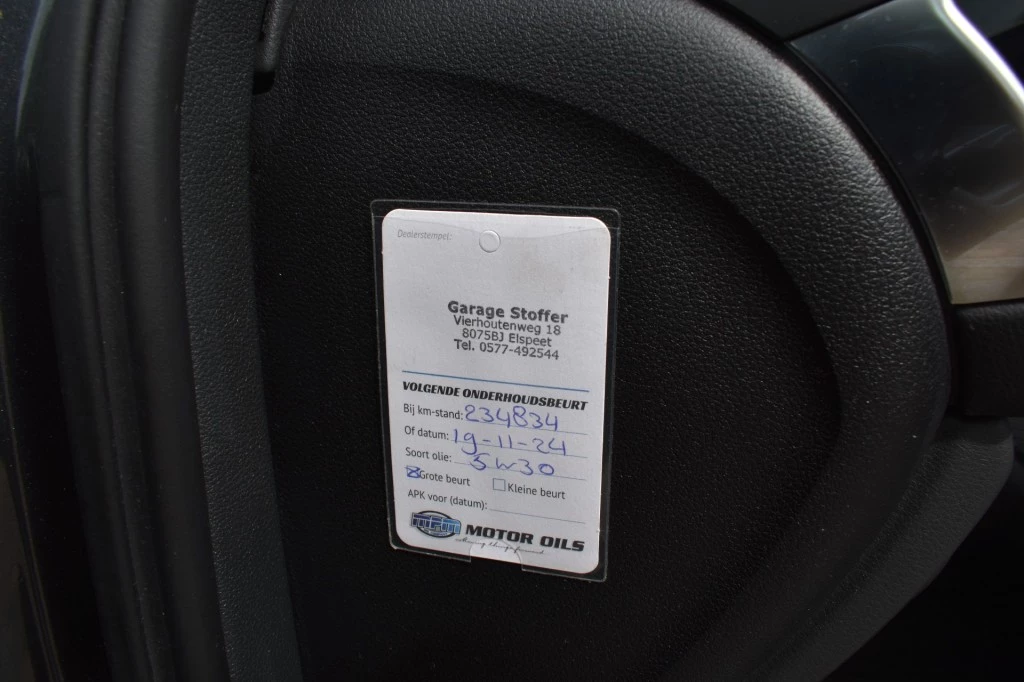 Dealerstempel:
Garage Stoffer
Vierhoutenweg 18
8075BJ Elspeet
Tel. 0577-492544
VOLGENDE ONDERHOUDSBEURT
Bij km-stand: 234834
Of datum: 19-11-24
Soort olie: 5w30
Grote beurt Kleine beurt
APK voor (datum):
MOTOR OILS